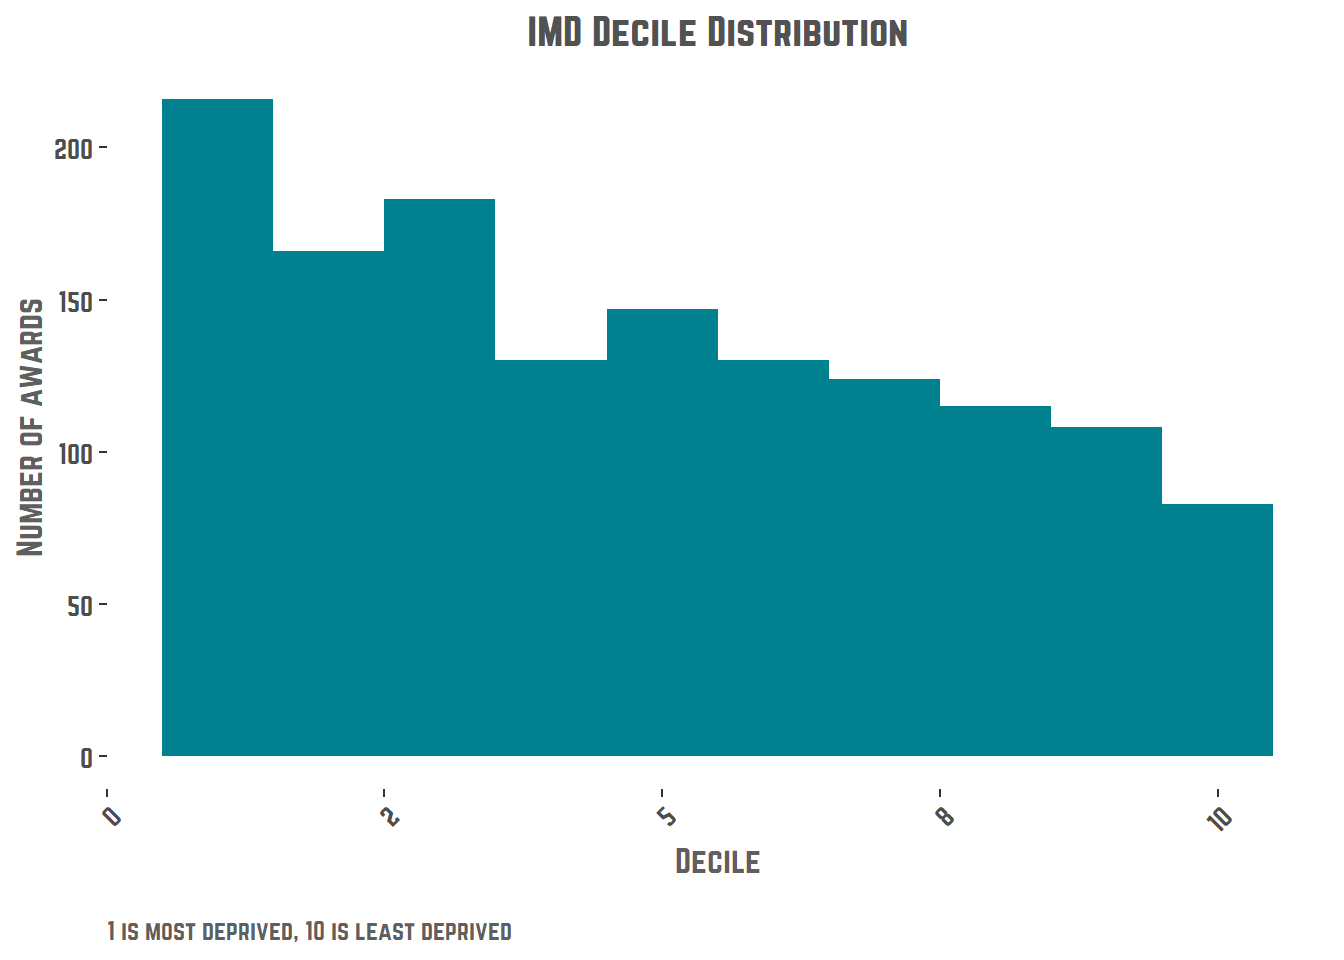 IMD Decile Distribution
200
150
100
50
0
Number of awards
0 2 5 8 10
Decile
1 is most deprived, 10 is least deprived